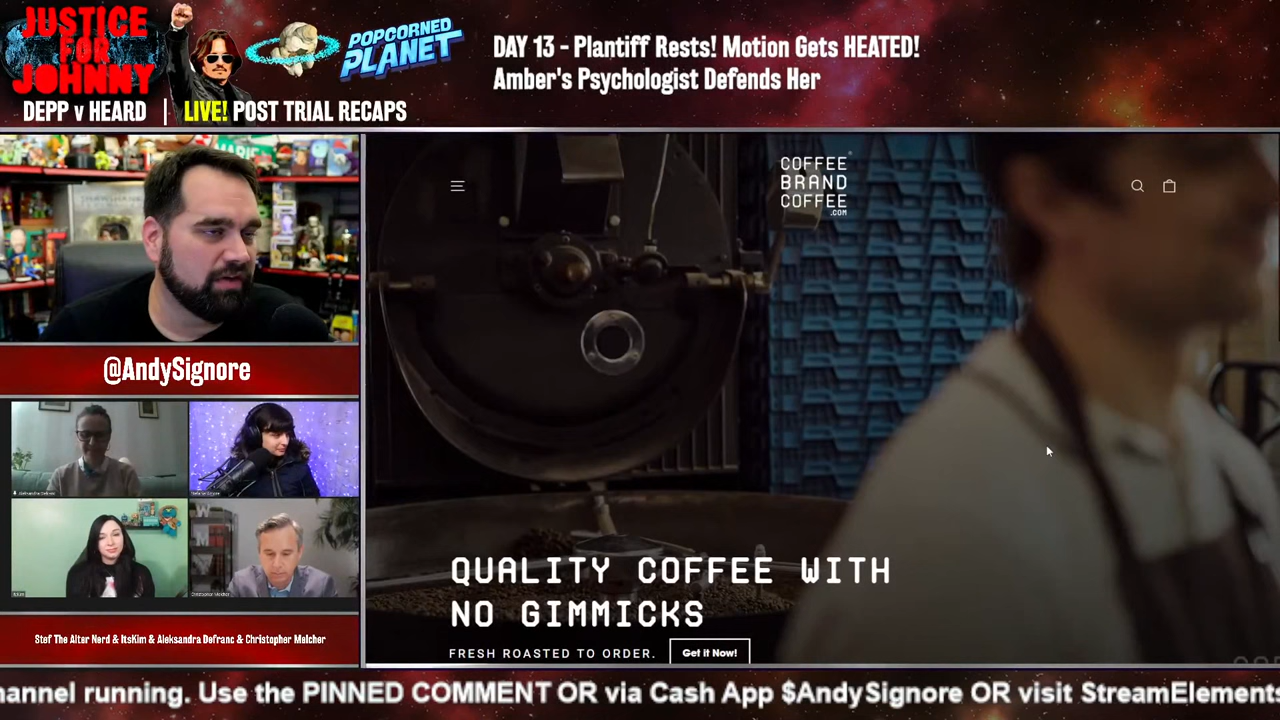 JUSTICE
FOR
JOHNNY
POPCORNED
PLANET
DEPP v HEARD | LIVE! POST TRIAL RECAPS
DAY 13 - Plantiff Rests! Motion Gets HEATED!
Amber's Psychologist Defends Her
@AndySignore
Stef The Alter Nerd & ItsKim & Aleksandra Defranc & Christopher Melcher
COFFEE
BRAND
COFFEE
.COM
QUALITY COFFEE WITH
NO GIMMICKS
FRESH ROASTED TO ORDER.
Get it Now!
hannel running. Use the PINNED COMMENT OR via Cash App $AndySignore OR visit StreamElements